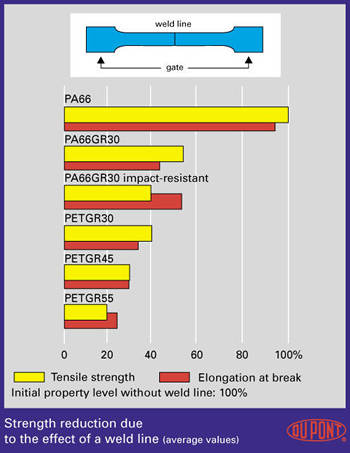 weld line
gate
PA66
PA66GR30
PA66GR30 impact-resistant
PETGR30
PETGR45
PETGR55
0 20 40 60 80 100%
Tensile strength Elongation at break
Initial property level without weld line: 100%
Strength reduction due
to the effect of a weld line (average values)
DUPONT